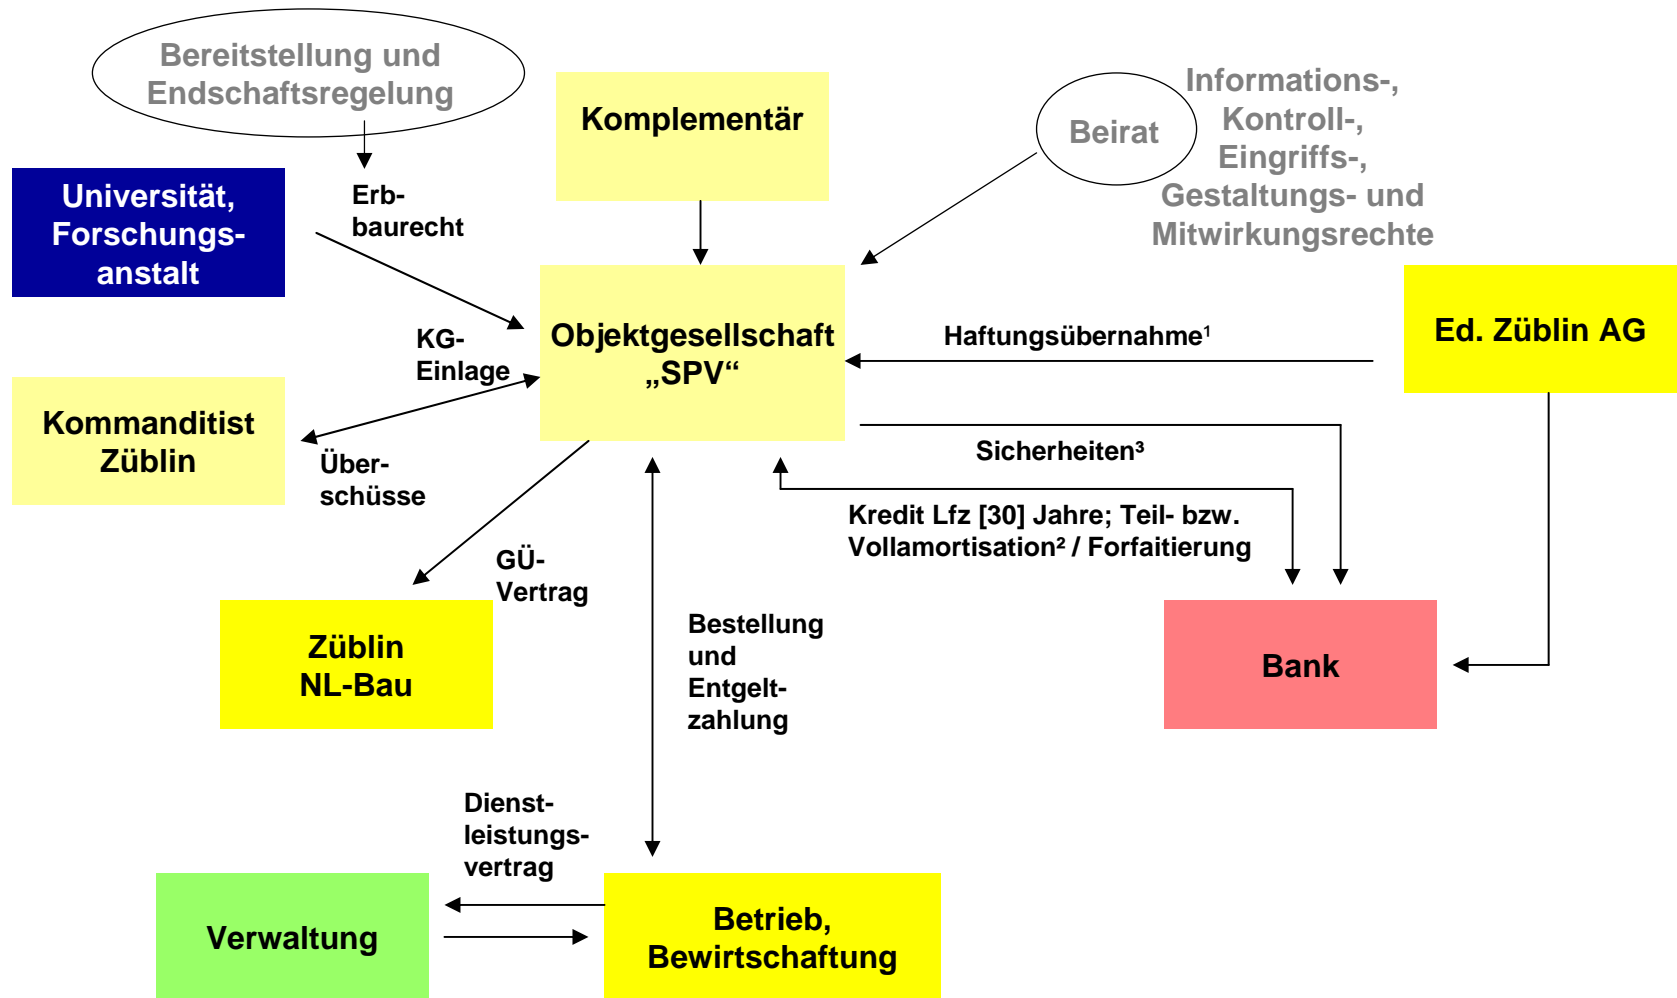 Bereitstellung und
Endschaftsregelung
Komplementär
Beirat
Informations-,
Kontroll-,
Eingriffs-,
Gestaltungs- und
Mitwirkungsrechte
Universität,
Forschungs-
anstalt
Erb-
baurecht
Objektgesellschaft
„SPV“
KG-
Einlage
Haftungsübernahme¹
Ed. Züblin AG
Kommanditist
Züblin
Über-
schüsse
Sicherheiten³
Kredit Lfz [30] Jahre; Teil- bzw.
Vollamortisation² / Forfaitierung
GÜ-
Vertrag
Züblin
NL-Bau
Bestellung
und
Entgelt-
zahlung
Bank
Dienst-
leistungs-
vertrag
Verwaltung
Betrieb,
Bewirtschaftung